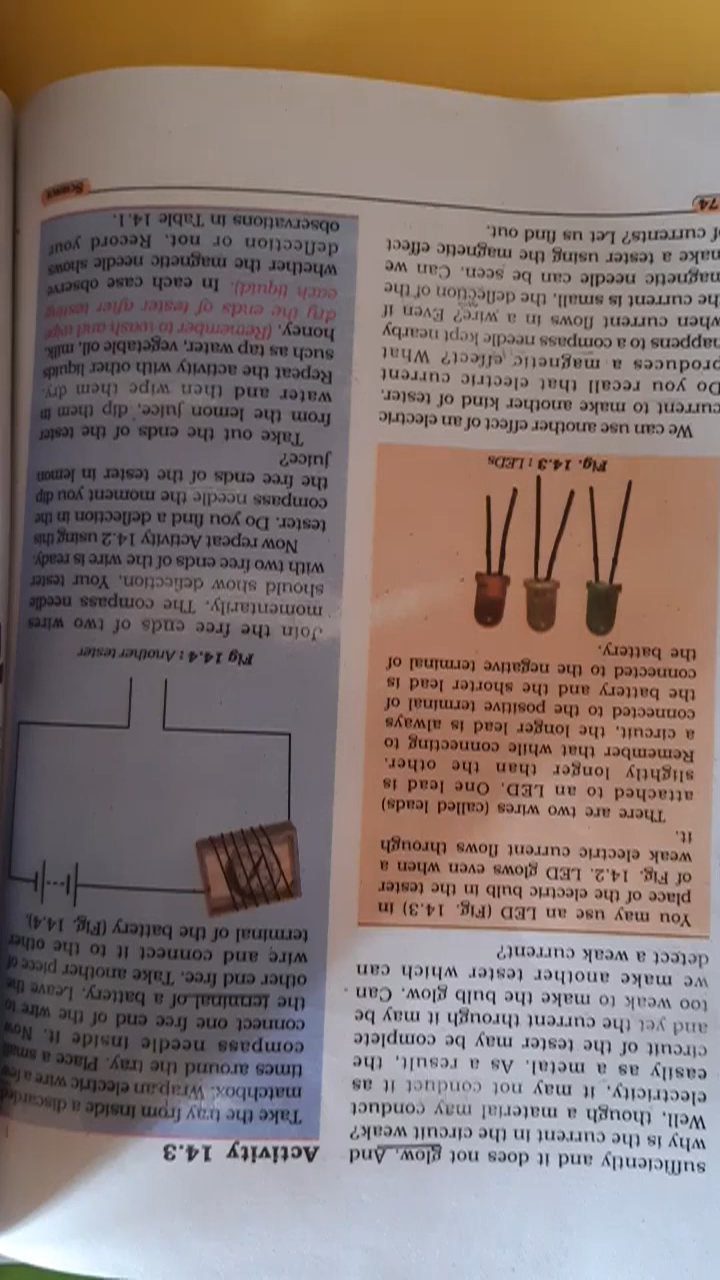 sufficiently and it does not glow. And
why is the current in the circuit weak?
Well, though a material may conduct
electricity, it may not conduct it as
easily as a metal. As a result, the
circuit of the tester may be complete
and yet the current through it may be
too weak to make the bulb glow. Can
we make another tester which can
detect a weak current?
You may use an LED (Fig. 14.3) in
place of the electric bulb in the tester
of Fig. 14.2. LED glows even when a
weak electric current flows through
it.
There are two wires (called leads)
attached to an LED. One lead is
slightly longer than the other.
Remember that while connecting to
a circuit, the longer lead is always
connected to the positive terminal of
the battery and the shorter lead is
connected to the negative terminal of
the battery.
Fig. 14.3 : LEDs
We can use another effect of an electric
current to make another kind of tester.
Do you recall that electric current
produces a magnetic effect? What
happens to a compass needle kept nearby
when current flows in a wire? Even if
the current is small, the deflection of the
magnetic needle can be seen. Can we
make a tester using the magnetic effect
of currents? Let us find out.
74
Activity 14.3
Take the tray from inside a discarded
matchbox. Wrap an electric wire a few
times around the tray. Place a small
compass needle inside it. Now
connect one free end of the wire to
the terminal of a battery. Leave the
other end free. Take another piece of
wire and connect it to the other
terminal of the battery (Fig. 14.4).
Fig 14.4 : Another tester
Join the free ends of two wires
momentarily. The compass needle
should show deflection. Your tester
with two free ends of the wire is ready.
Now repeat Activity 14.2 using this
tester. Do you find a deflection in the
compass needle the moment you dip
the free ends of the tester in lemon
juice?
Take out the ends of the tester
from the lemon juice, dip them in
water and then wipe them dry.
Repeat the activity with other liquids
such as tap water, vegetable oil, milk,
honey. (Remember to wash and wipe
dry the ends of tester after testing
each liquid). In each case observe
whether the magnetic needle shows
deflection or not. Record your
observations in Table 14.1.
Science